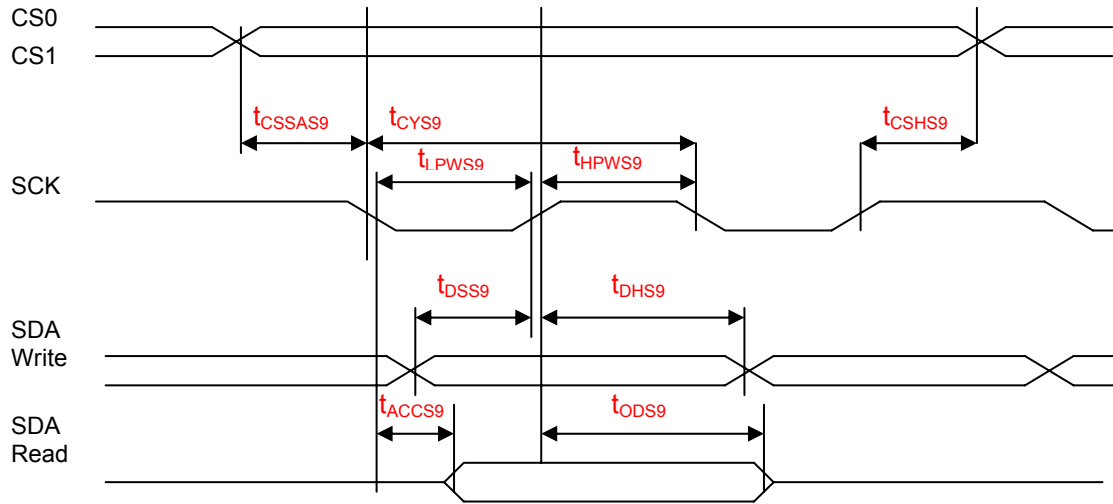 CS0
CS1
tCSSAS9
tCYS9
tCSHS9
tLPWS9
tHPWS9
SCK
tDSS9
tDHS9
SDA
Write
tACCS9
tODS9
SDA
Read